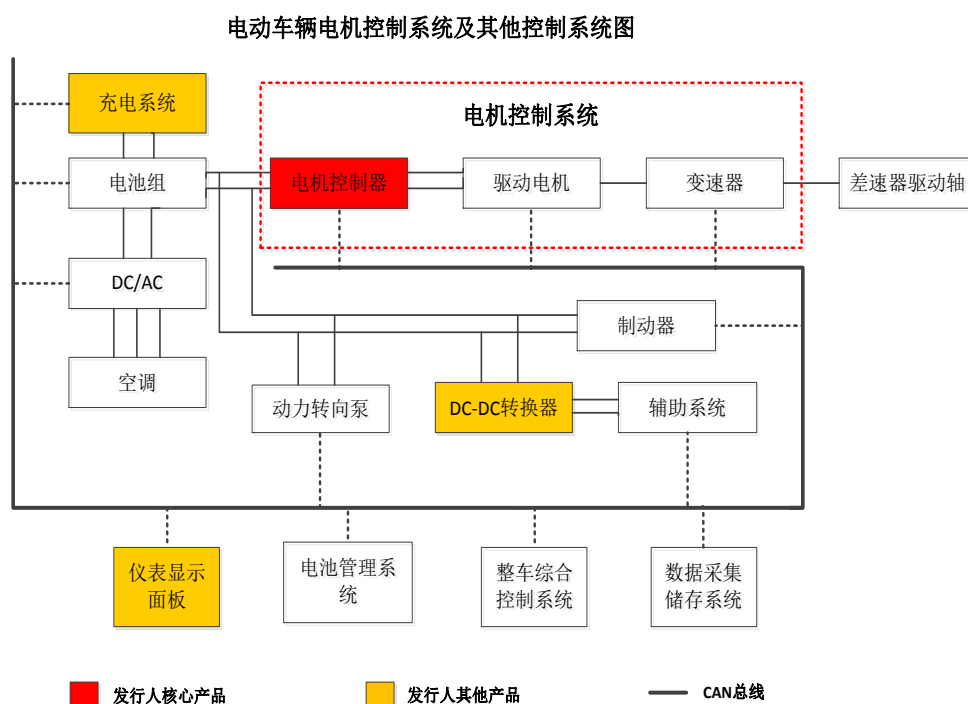 电动车辆电机控制系统及其他控制系统图
充电系统
电机控制系统
电池组
电机控制器
驱动电机
变速器
差速器驱动轴
DC/AC
制动器
空调
动力转向泵
DC-DC转换器
辅助系统
仪表显示
面板
电池管理系
统
整车综合
控制系统
数据采集
储存系统
发行人核心产品
发行人其他产品
CAN总线